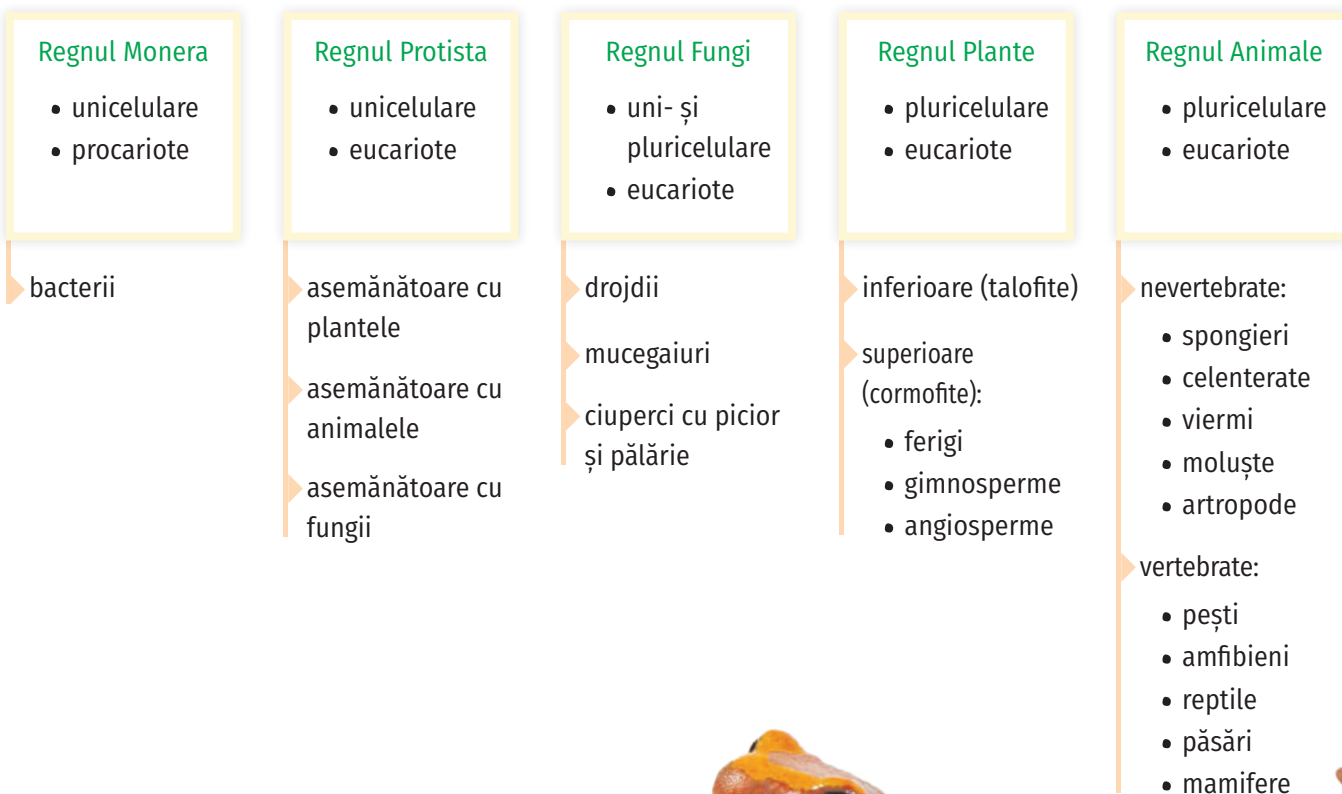 Regnul Monera
• unicelulare
• procariote
bacterii
Regnul Protista
• unicelulare
• eucariote
asemănătoare cu
plantele
asemănătoare cu
animalele
asemănătoare cu
fungii
Regnul Fungi
• uni- și
pluricelulare
• eucariote
drojdii
mucegaiuri
ciuperci cu picior
și pălărie
Regnul Plante
• pluricelulare
• eucariote
inferioare (talofite)
superioare
(cormofite):
• ferigi
• gimnosperme
• angiosperme
Regnul Animale
• pluricelulare
• eucariote
nevertebrate:
• spongieri
• celenterate
• viermi
• moluște
• artropode
vertebrate:
• pești
• amfibieni
• reptile
• păsări
• mamifere